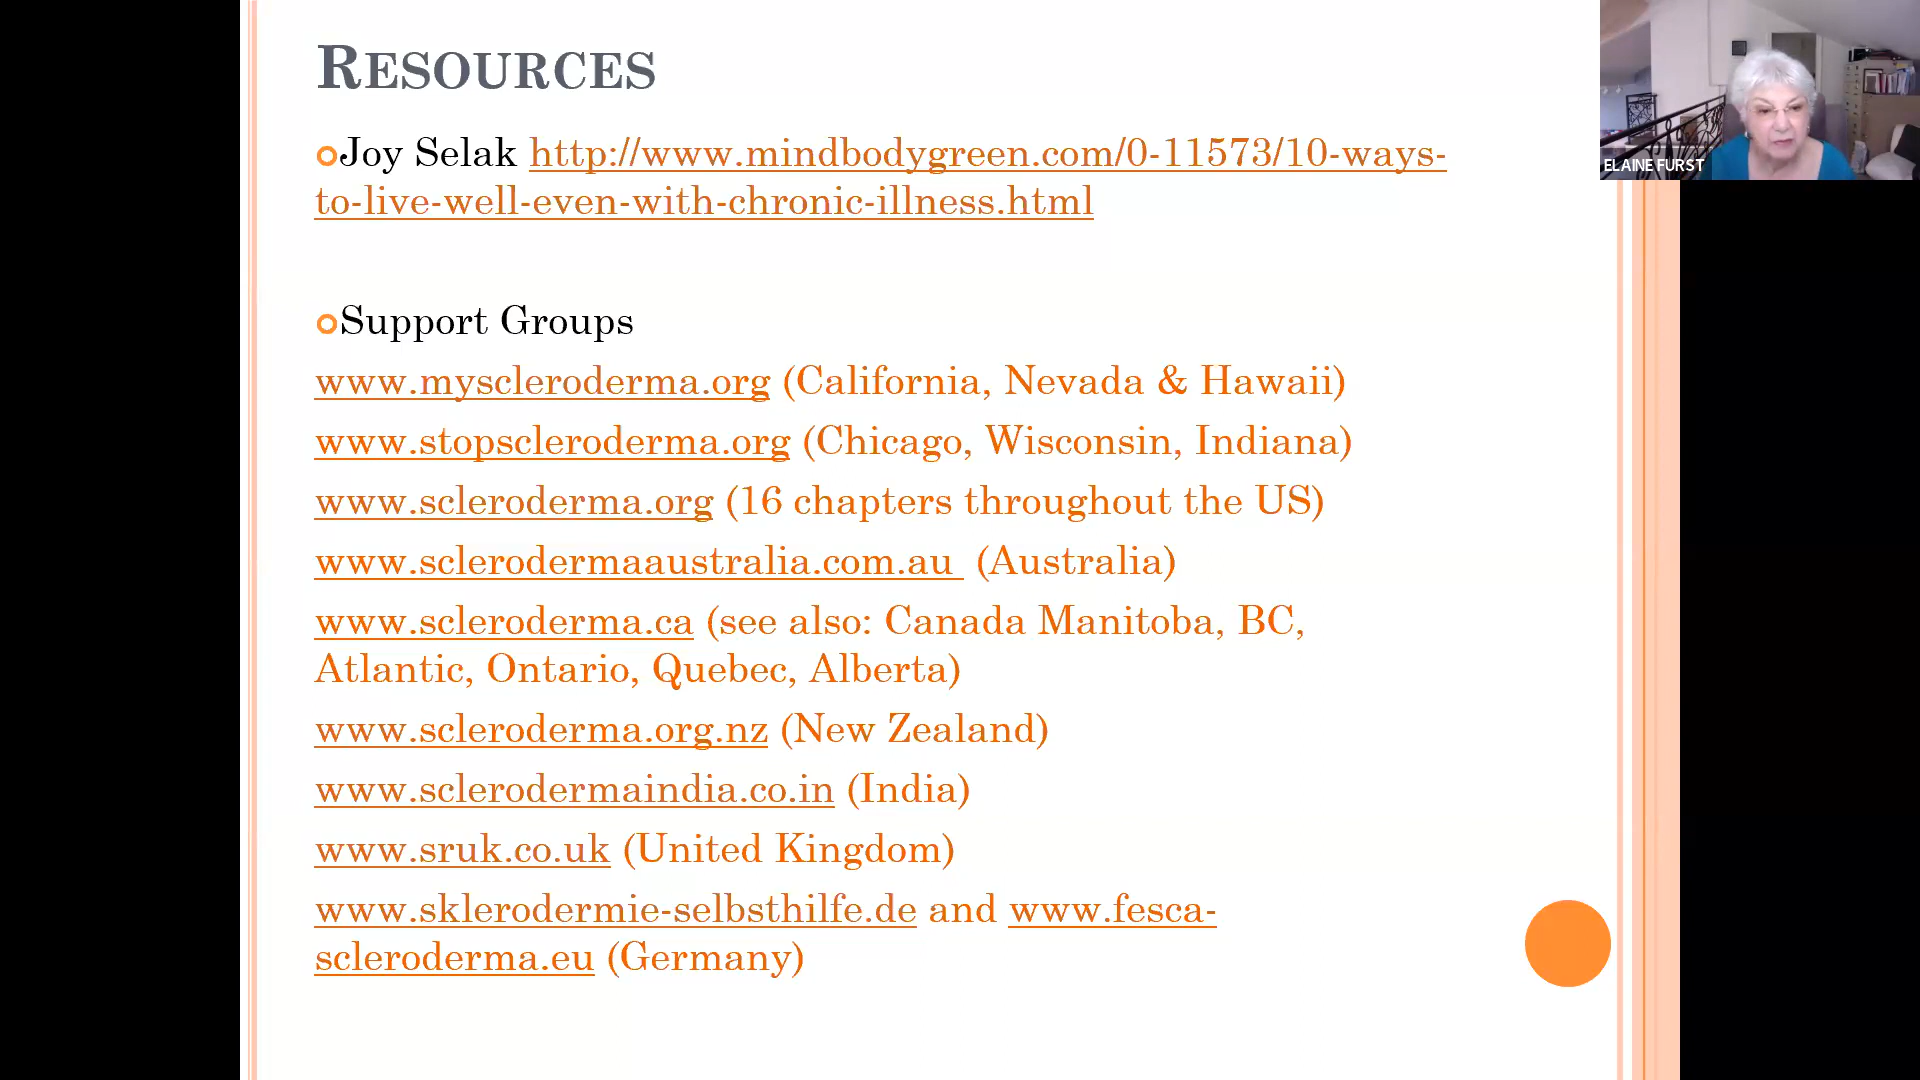 RESOURCES
Joy Selak http://www.mindbodygreen.com/0-11573/10-ways-
to-live-well-even-with-chronic-illness.html
ELAINE FURST
Support Groups
www.myscleroderma.org (California, Nevada & Hawaii)
www.stopscleroderma.org (Chicago, Wisconsin, Indiana)
www.scleroderma.org (16 chapters throughout the US)
www.sclerodermaaustralia.com.au (Australia)
www.scleroderma.ca (see also: Canada Manitoba, BC,
Atlantic, Ontario, Quebec, Alberta)
www.scleroderma.org.nz (New Zealand)
www.sclerodermaindia.co.in (India)
www.sruk.co.uk (United Kingdom)
www.sklerodermie-selbsthilfe.de and www.fesca-
scleroderma.eu (Germany)